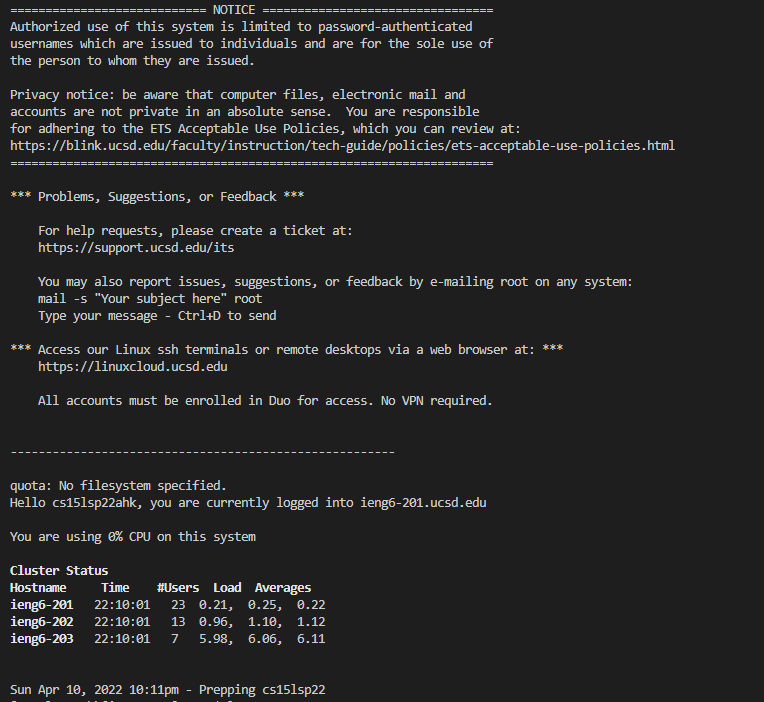 ============================ NOTICE =================================
Authorized use of this system is limited to password-authenticated
usernames which are issued to individuals and are for the sole use of
the person to whom they are issued.
Privacy notice: be aware that computer files, electronic mail and
accounts are not private in an absolute sense.  You are responsible
for adhering to the ETS Acceptable Use Policies, which you can review at:
https://blink.ucsd.edu/faculty/instruction/tech-guide/policies/ets-acceptable-use-policies.html
=====================================================================
*** Problems, Suggestions, or Feedback ***
For help requests, please create a ticket at:
https://support.ucsd.edu/its
You may also report issues, suggestions, or feedback by e-mailing root on any system:
mail -s "Your subject here" root
Type your message - Ctrl+D to send
*** Access our Linux ssh terminals or remote desktops via a web browser at: ***
https://linuxcloud.ucsd.edu
All accounts must be enrolled in Duo for access. No VPN required.
-------------------------------------------------------
quota: No filesystem specified.
Hello cs15lsp22ahk, you are currently logged into ieng6-201.ucsd.edu
You are using 0% CPU on this system
Cluster Status
Hostname     Time    #Users  Load  Averages
ieng6-201   22:10:01   23  0.21,  0.25,  0.22
ieng6-202   22:10:01   13  0.96,  1.10,  1.12
ieng6-203   22:10:01   7   5.98,  6.06,  6.11
Sun Apr 10, 2022 10:11pm - Prepping cs15lsp22